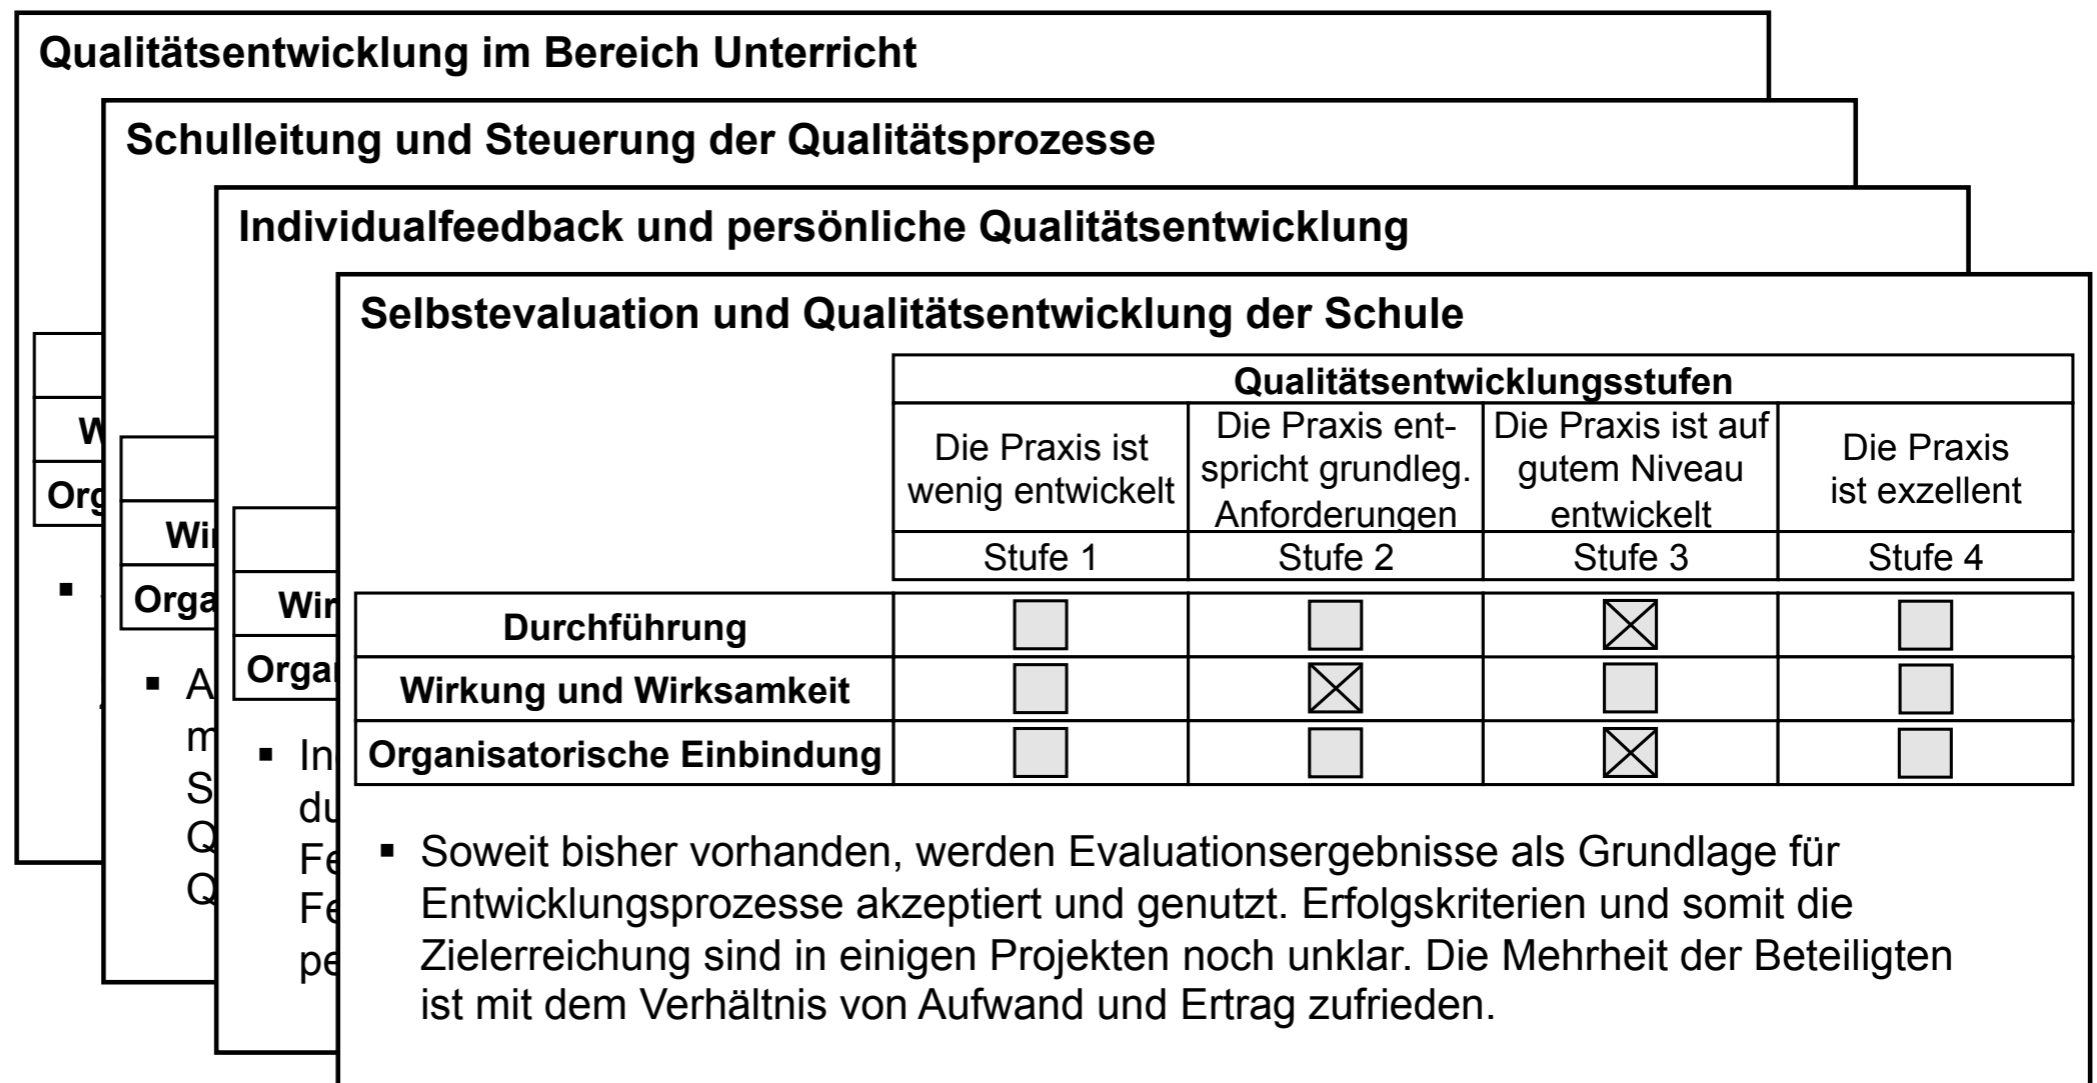 Qualitätsentwicklung im Bereich Unterricht
Schulleitung und Steuerung der Qualitätsprozesse
Individualfeedback und persönliche Qualitätsentwicklung
Selbstevaluation und Qualitätsentwicklung der Schule
Qualitätsentwicklungsstufen
Die Praxis ist
wenig entwickelt
Die Praxis ent-
spricht grundleg.
Anforderungen
Die Praxis ist auf
gutem Niveau
entwickelt
Die Praxis
ist exzellent
Stufe 1
Stufe 2
Stufe 3
Stufe 4
Durchführung
Wirkung und Wirksamkeit
Organisatorische Einbindung
▪ Soweit bisher vorhanden, werden Evaluationsergebnisse als Grundlage für
Entwicklungsprozesse akzeptiert und genutzt. Erfolgskriterien und somit die
Zielerreichung sind in einigen Projekten noch unklar. Die Mehrheit der Beteiligten
ist mit dem Verhältnis von Aufwand und Ertrag zufrieden.